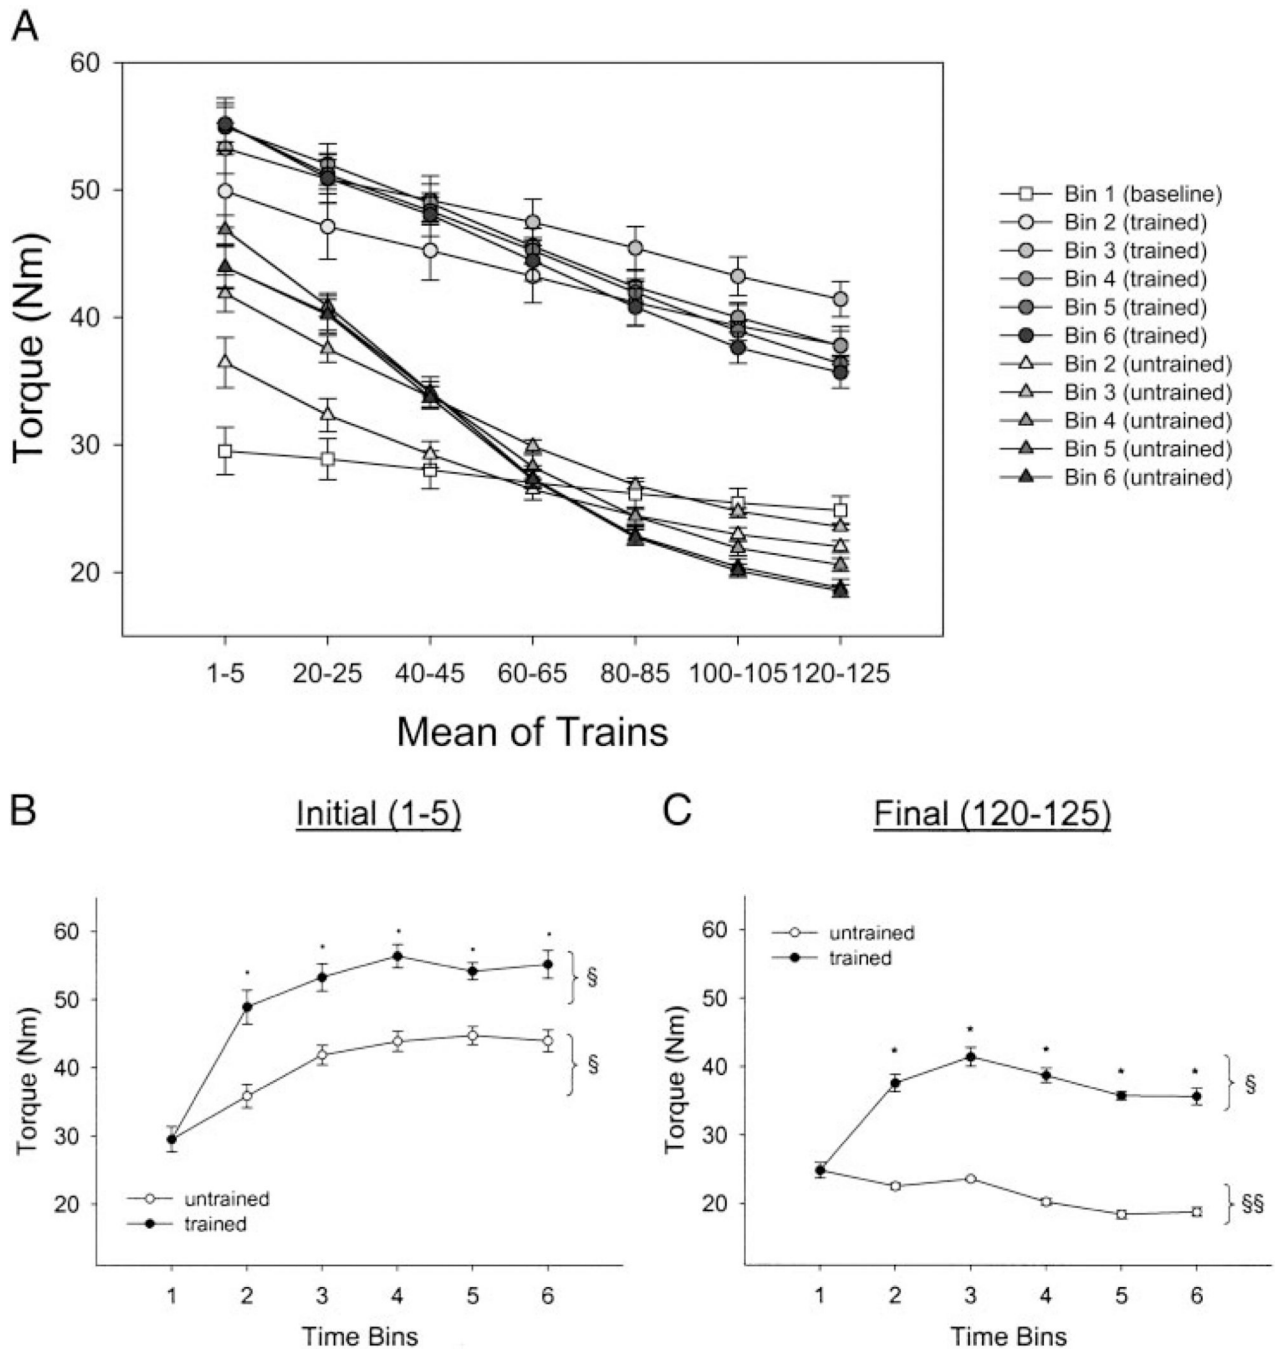 A
60
50
40
30
20
Torque (Nm)
1-5 20-25 40-45 60-65 80-85 100-105 120-125
Mean of Trains
Bin 1 (baseline)
Bin 2 (trained)
Bin 3 (trained)
Bin 4 (trained)
Bin 5 (trained)
Bin 6 (trained)
Bin 2 (untrained)
Bin 3 (untrained)
Bin 4 (untrained)
Bin 5 (untrained)
Bin 6 (untrained)
B
Initial (1-5)
60
50
40
30
20
Torque (Nm)
* * * * *
§
§
untrained
trained
1 2 3 4 5 6
Time Bins
C
Final (120-125)
60
50
40
30
20
Torque (Nm)
untrained
trained
* * * * *
§
§§
1 2 3 4 5 6
Time Bins